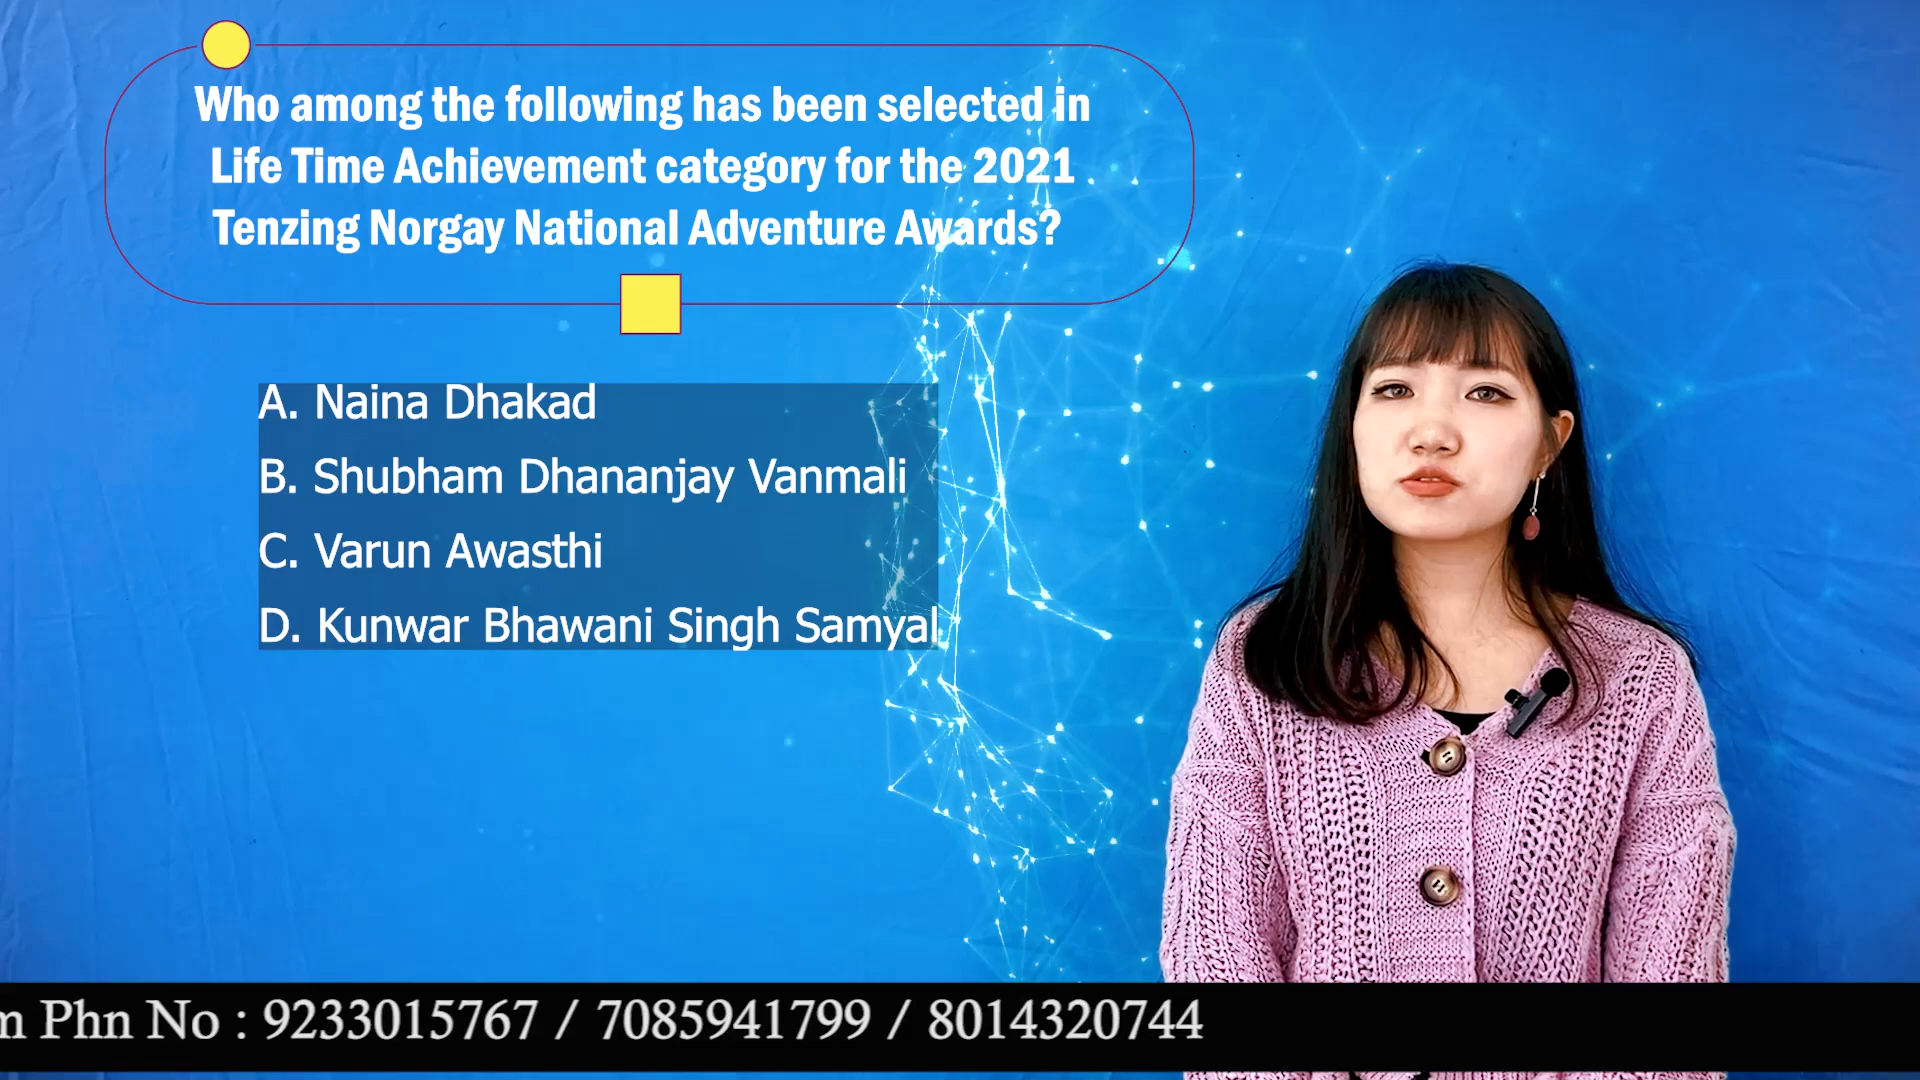 Who among the following has been selected in
Life Time Achievement category for the 2021
Tenzing Norgay National Adventure Awards?
A. Naina Dhakad
B. Shubham Dhananjay Vanmali
C. Varun Awasthi
D. Kunwar Bhawani Singh Samyal
m Phn No : 9233015767 / 7085941799 / 8014320744